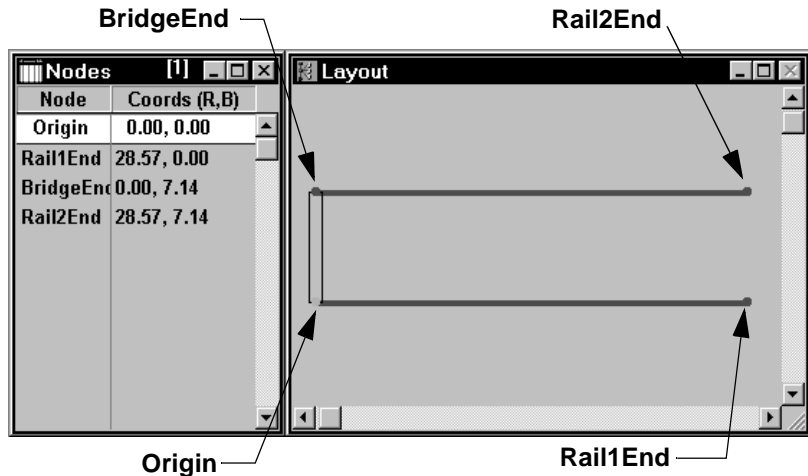 BridgeEnd
Rail2End
Nodes [1]
Layout
Node Coords (R,B)
Origin 0.00, 0.00
Rail1End 28.57, 0.00
BridgeEnd 0.00, 7.14
Rail2End 28.57, 7.14
Origin
Rail1End